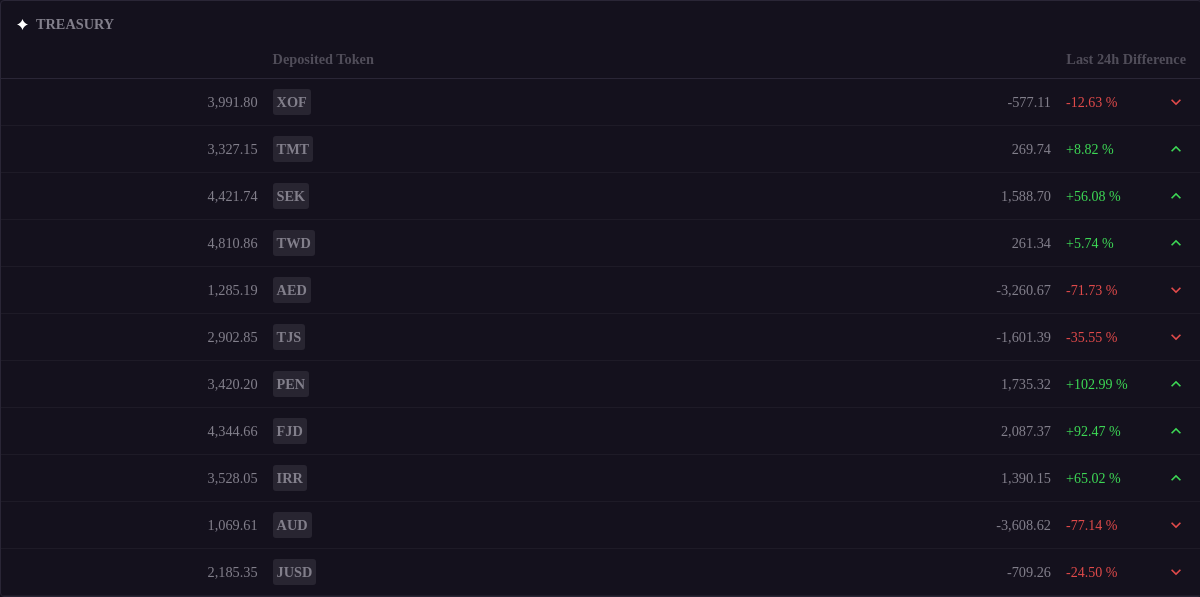 TREASURY
Deposited Token Last 24h Difference
3,991.80 XOF -577.11 -12.63 %
3,327.15 TMT 269.74 +8.82 %
4,421.74 SEK 1,588.70 +56.08 %
4,810.86 TWD 261.34 +5.74 %
1,285.19 AED -3,260.67 -71.73 %
2,902.85 TJS -1,601.39 -35.55 %
3,420.20 PEN 1,735.32 +102.99 %
4,344.66 FJD 2,087.37 +92.47 %
3,528.05 IRR 1,390.15 +65.02 %
1,069.61 AUD -3,608.62 -77.14 %
2,185.35 JUSD -709.26 -24.50 %